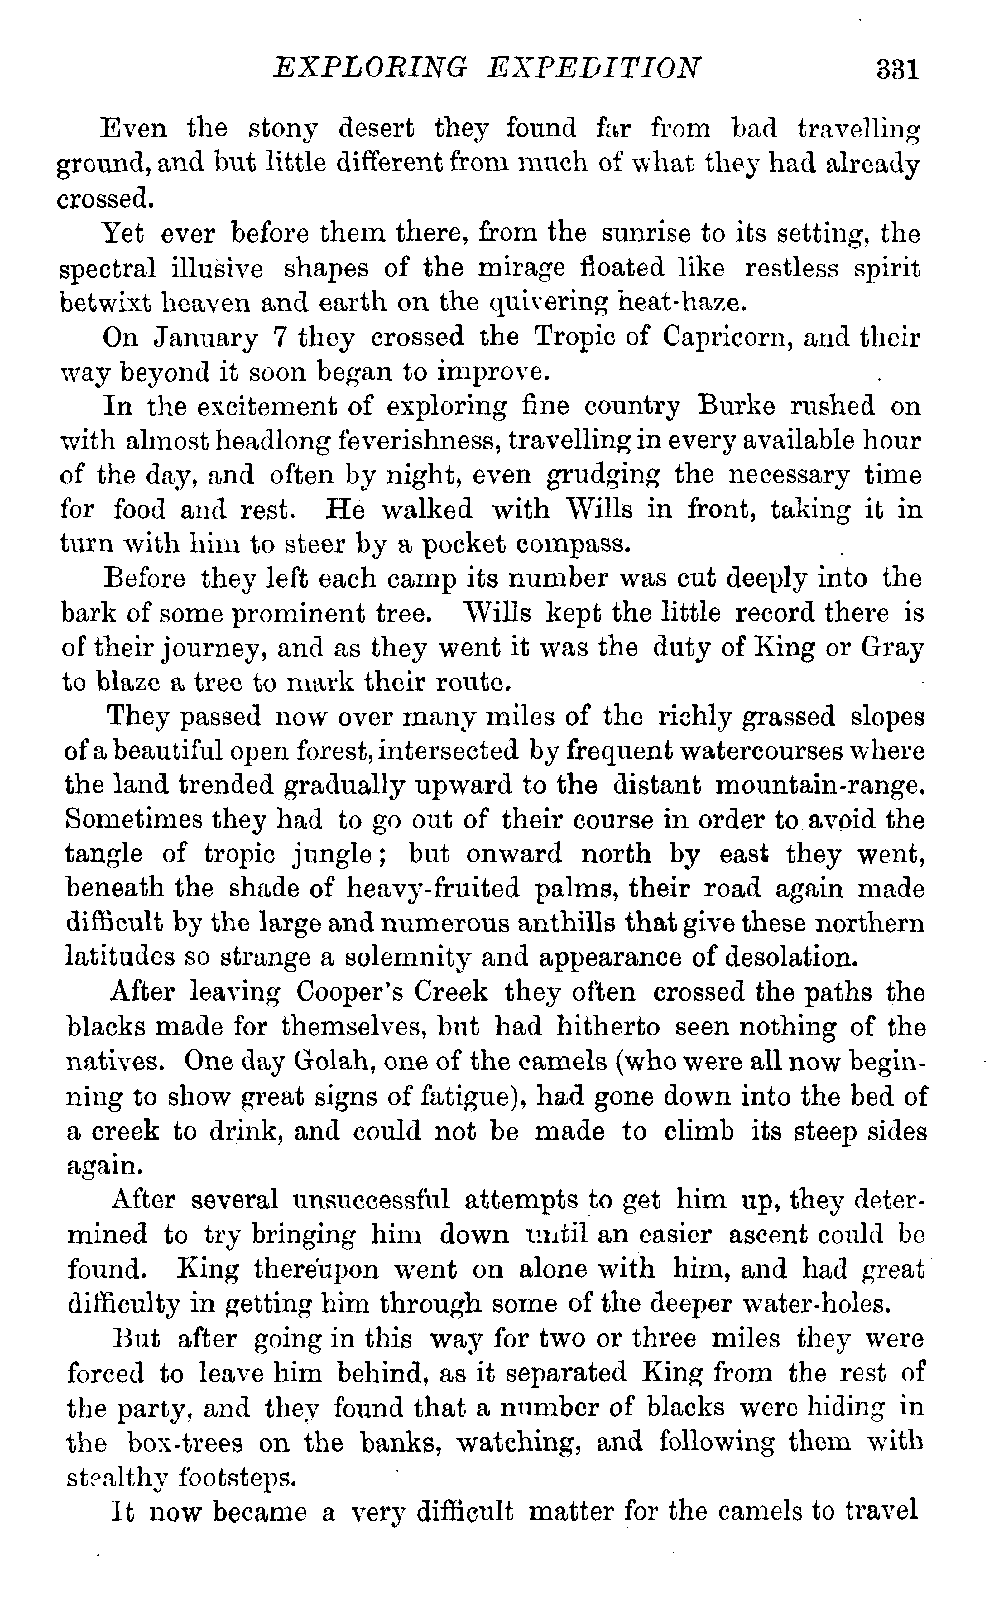 EXPLORING EXPEDITION 331
Even the stony desert they found far from bad travelling
ground, and but little different from much of what they had already
crossed.
Yet ever before them there, from the sunrise to its setting, the
spectral illusive shapes of the mirage floated like restless spirit
betwixt heaven and earth on the quivering heat-haze.
On January 7 they crossed the Tropic of Capricorn, and their
way beyond it soon began to improve.
In the excitement of exploring fine country Burke rushed on
with almost headlong feverishness, travelling in every available hour
of the day, and often by night, even grudging the necessary time
for food and rest. He walked with Wills in front, taking it in
turn with him to steer by a pocket compass.
Before they left each camp its number was cut deeply into the
bark of some prominent tree. Wills kept the little record there is
of their journey, and as they went it was the duty of King or Gray
to blaze a tree to mark their route.
They passed now over many miles of the richly grassed slopes
of a beautiful open forest, intersected by frequent watercourses where
the land trended gradually upward to the distant mountain-range.
Sometimes they had to go out of their course in order to avoid the
tangle of tropic jungle; but onward north by east they went,
beneath the shade of heavy-fruited palms, their road again made
difficult by the large and numerous anthills that give these northern
latitudes so strange a solemnity and appearance of desolation.
After leaving Cooper's Creek they often crossed the paths the
blacks made for themselves, but had hitherto seen nothing of the
natives. One day Golah, one of the camels (who were all now begin-
ning to show great signs of fatigue), had gone down into the bed of
a creek to drink, and could not be made to climb its steep sides
again.
After several unsuccessful attempts to get him up, they deter-
mined to try bringing him down until an easier ascent could be
found. King thereupon went on alone with him, and had great
difficulty in getting him through some of the deeper water-holes.
But after going in this way for two or three miles they were
forced to leave him behind, as it separated King from the rest of
the party, and they found that a number of blacks were hiding in
the box-trees on the banks, watching, and following them with
stealthy footsteps.
It now became a very difficult matter for the camels to travel